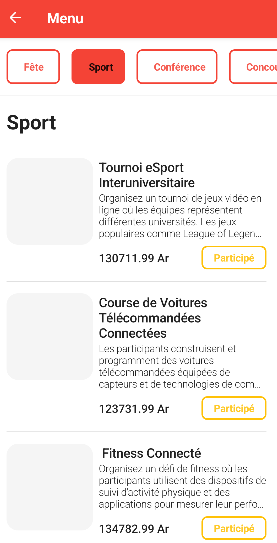 Menu
Fête Sport Conférence Concou
Sport
Tournoi eSport
Interuniversitaire
Organisez un tournoi de jeux vidéo en
ligne où les équipes représentent
différentes universités. Les jeux
populaires comme League of Legen...
130711.99 Ar Participé
Course de Voitures
Télécommandées
Connectées
Les participants construisent et
programment des voitures
télécommandées équipées de
capteurs et de technologies de com...
123731.99 Ar Participé
Fitness Connecté
Organisez un défi de fitness où les
participants utilisent des dispositifs de
suivi d'activité physique et des
applications pour mesurer leur perfo...
134782.99 Ar Participé